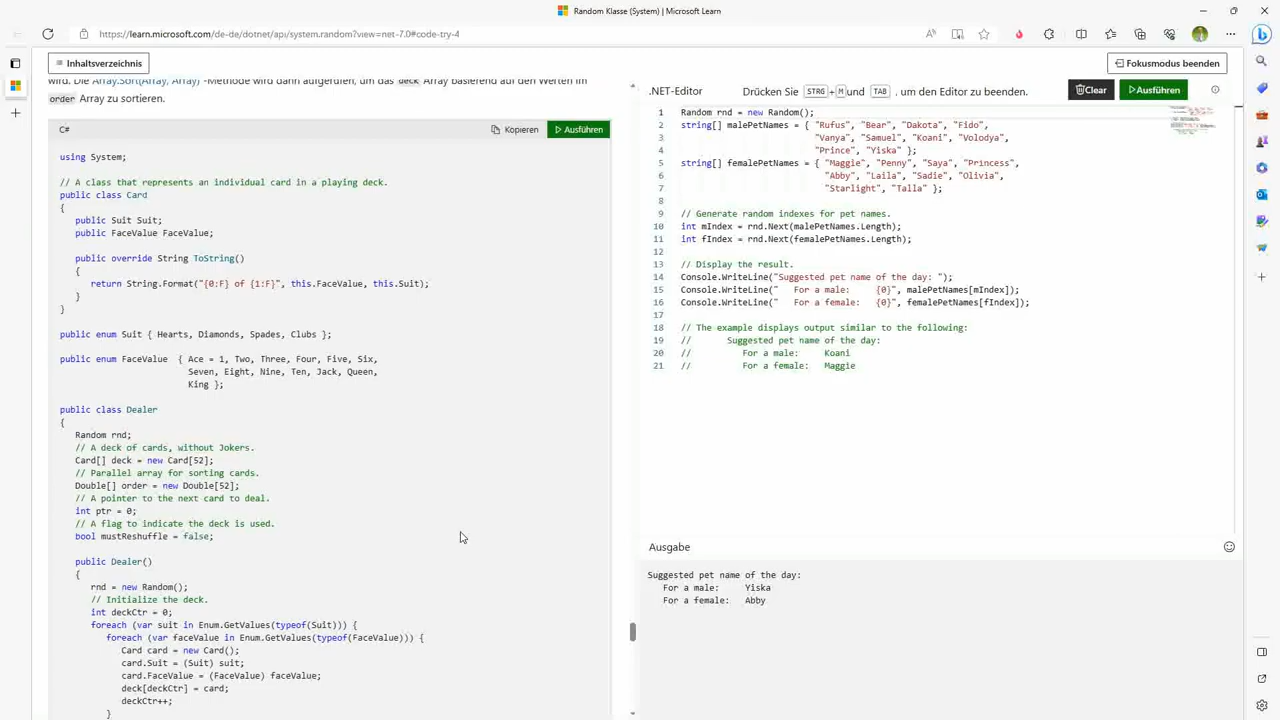 Random Klasse (System) | Microsoft Learn
https://learn.microsoft.com/de-de/dotnet/api/system.random?view=net-7.0#code-try-4
Inhaltsverzeichnis
Fokusmodus beenden
wird. Die Array.Sort(Array, Array) -Methode wird dann aufgerufen, um das deck Array basierend auf den Werten im
order Array zu sortieren.
C#
Kopieren
Ausführen
using System;
// A class that represents an individual card in a playing deck.
public class Card
{
public Suit Suit;
public FaceValue FaceValue;
public override String ToString()
{
return String.Format("{0:F} of {1:F}", this.FaceValue, this.Suit);
}
}
public enum Suit { Hearts, Diamonds, Spades, Clubs };
public enum FaceValue { Ace = 1, Two, Three, Four, Five, Six,
Seven, Eight, Nine, Ten, Jack, Queen,
King };
public class Dealer
{
Random rnd;
// A deck of cards, without Jokers.
Card[] deck = new Card[52];
// Parallel array for sorting cards.
Double[] order = new Double[52];
// A pointer to the next card to deal.
int ptr = 0;
// A flag to indicate the deck is used.
bool mustReshuffle = false;
public Dealer()
{
rnd = new Random();
// Initialize the deck.
int deckCtr = 0;
foreach (var suit in Enum.GetValues(typeof(Suit))) {
foreach (var faceValue in Enum.GetValues(typeof(FaceValue))) {
Card card = new Card();
card.Suit = (Suit) suit;
card.FaceValue = (FaceValue) faceValue;
deck[deckCtr] = card;
deckCtr++;
}
.NET-Editor
Drücken Sie STRG +M und TAB . um den Editor zu beenden.
Clear
Ausführen
1 Random rnd = new Random();
2 string[] malePetNames = { "Rufus", "Bear", "Dakota", "Fido",
3 "Vanya", "Samuel", "Koani", "Volodya",
4 "Prince", "Yiska" };
5 string[] femalePetNames = { "Maggie", "Penny", "Saya", "Princess",
6 "Abby", "Laila", "Sadie", "Olivia",
7 "Starlight", "Talla" };
8
9 // Generate random indexes for pet names.
10 int mIndex = rnd.Next(malePetNames.Length);
11 int fIndex = rnd.Next(femalePetNames.Length);
12
13 // Display the result.
14 Console.WriteLine("Suggested pet name of the day: ");
15 Console.WriteLine(" For a male: {0}", malePetNames[mIndex]);
16 Console.WriteLine(" For a female: {0}", femalePetNames[fIndex]);
17
18 // The example displays output similar to the following:
19 // Suggested pet name of the day:
20 // For a male: Koani
21 // For a female: Maggie
Ausgabe
Suggested pet name of the day:
For a male: Yiska
For a female: Abby